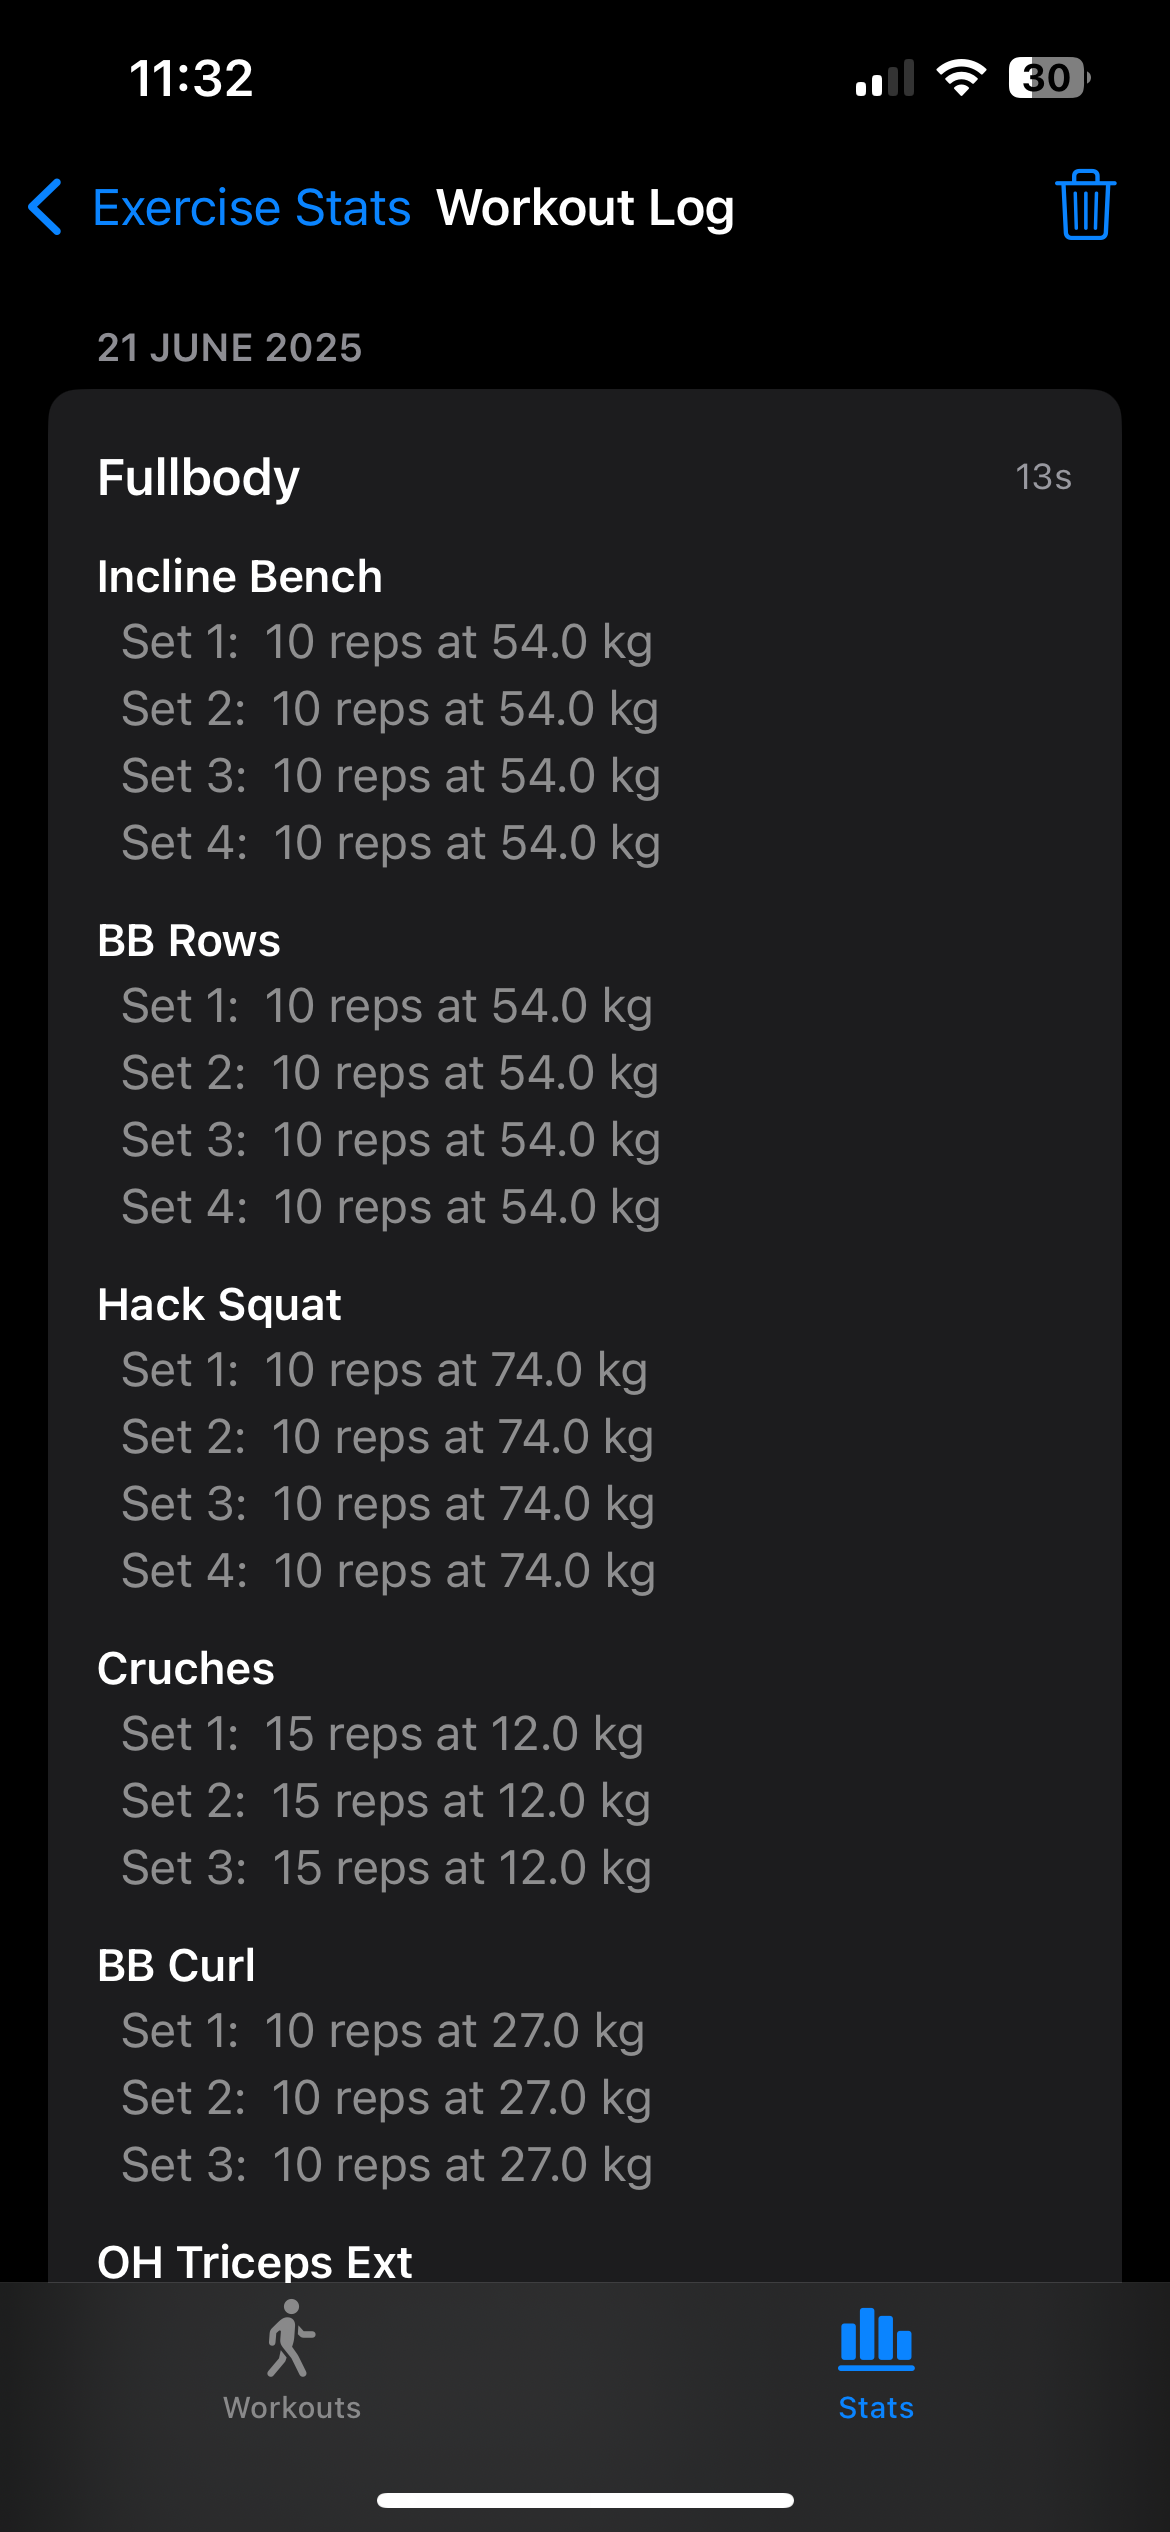 11:32
30
Exercise Stats Workout Log
21 JUNE 2025
Fullbody 13s
Incline Bench
Set 1: 10 reps at 54.0 kg
Set 2: 10 reps at 54.0 kg
Set 3: 10 reps at 54.0 kg
Set 4: 10 reps at 54.0 kg
BB Rows
Set 1: 10 reps at 54.0 kg
Set 2: 10 reps at 54.0 kg
Set 3: 10 reps at 54.0 kg
Set 4: 10 reps at 54.0 kg
Hack Squat
Set 1: 10 reps at 74.0 kg
Set 2: 10 reps at 74.0 kg
Set 3: 10 reps at 74.0 kg
Set 4: 10 reps at 74.0 kg
Cruches
Set 1: 15 reps at 12.0 kg
Set 2: 15 reps at 12.0 kg
Set 3: 15 reps at 12.0 kg
BB Curl
Set 1: 10 reps at 27.0 kg
Set 2: 10 reps at 27.0 kg
Set 3: 10 reps at 27.0 kg
OH Triceps Ext
Workouts Stats